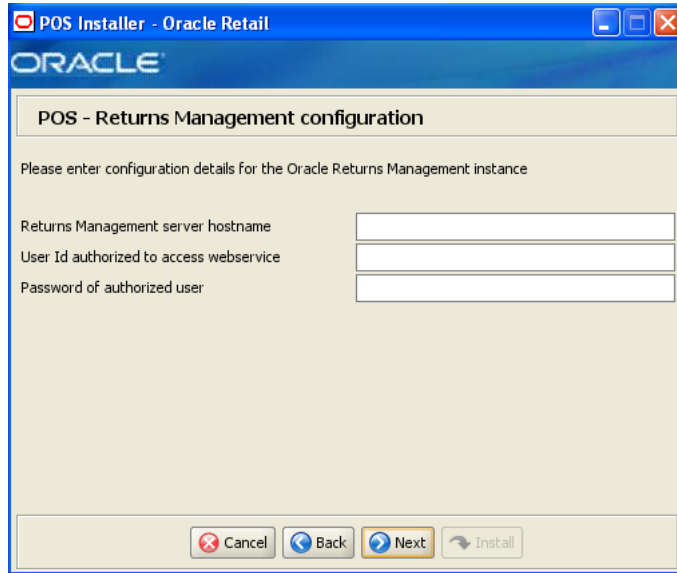 POS Installer - Oracle Retail
ORACLE
POS - Returns Management configuration
Please enter configuration details for the Oracle Returns Management instance
Returns Management server hostname
User Id authorized to access webservice
Password of authorized user
Cancel Back Next Install